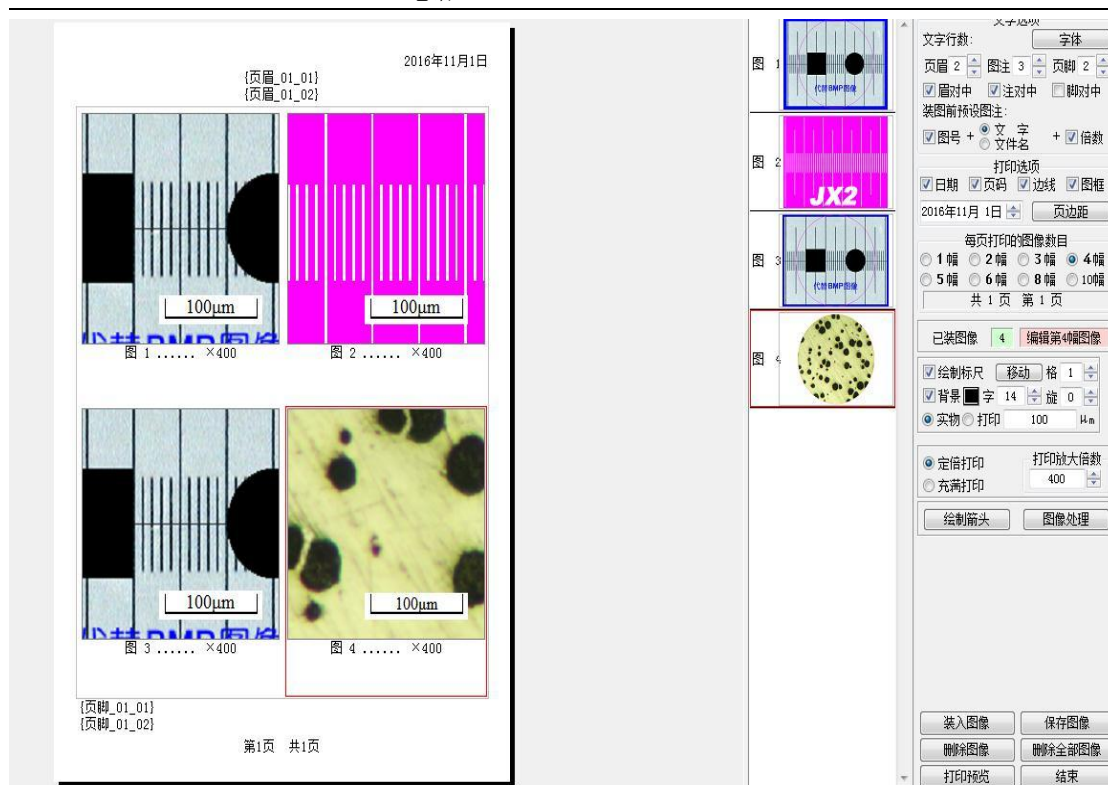 2016年11月1日
{页眉_01_01}
{页眉_01_02}
100μm
100μm
代替BMP图像
图 1 ...... ×400
图 2 ...... ×400
100μm
100μm
代替BMP图像
图 3 ...... ×400
图 4 ...... ×400
{页脚_01_01}
{页脚_01_02}
第1页 共1页
图 1
代替BMP图像
图 2
JX2
图 3
代替BMP图像
图 4
文字选项
文字行数: 字体
页眉 2 图注 3 页脚 2
眉对中 注对中 脚对中
装图前预设图注:
图号 + 文 字 + 倍数
文件名
打印选项
日期 页码 边线 图框
2016年11月 1日 页边距
每页打印的图像数目
1幅 2幅 3幅 4幅
5幅 6幅 8幅 10幅
共 1 页 第 1 页
已装图像 4 编辑第4幅图像
绘制标尺 移动 格 1
背景 字 14 旋 0
实物 打印 100 μm
定倍打印 打印放大倍数
充满打印 400
绘制箭头 图像处理
装入图像 保存图像
删除图像 删除全部图像
打印预览 结束